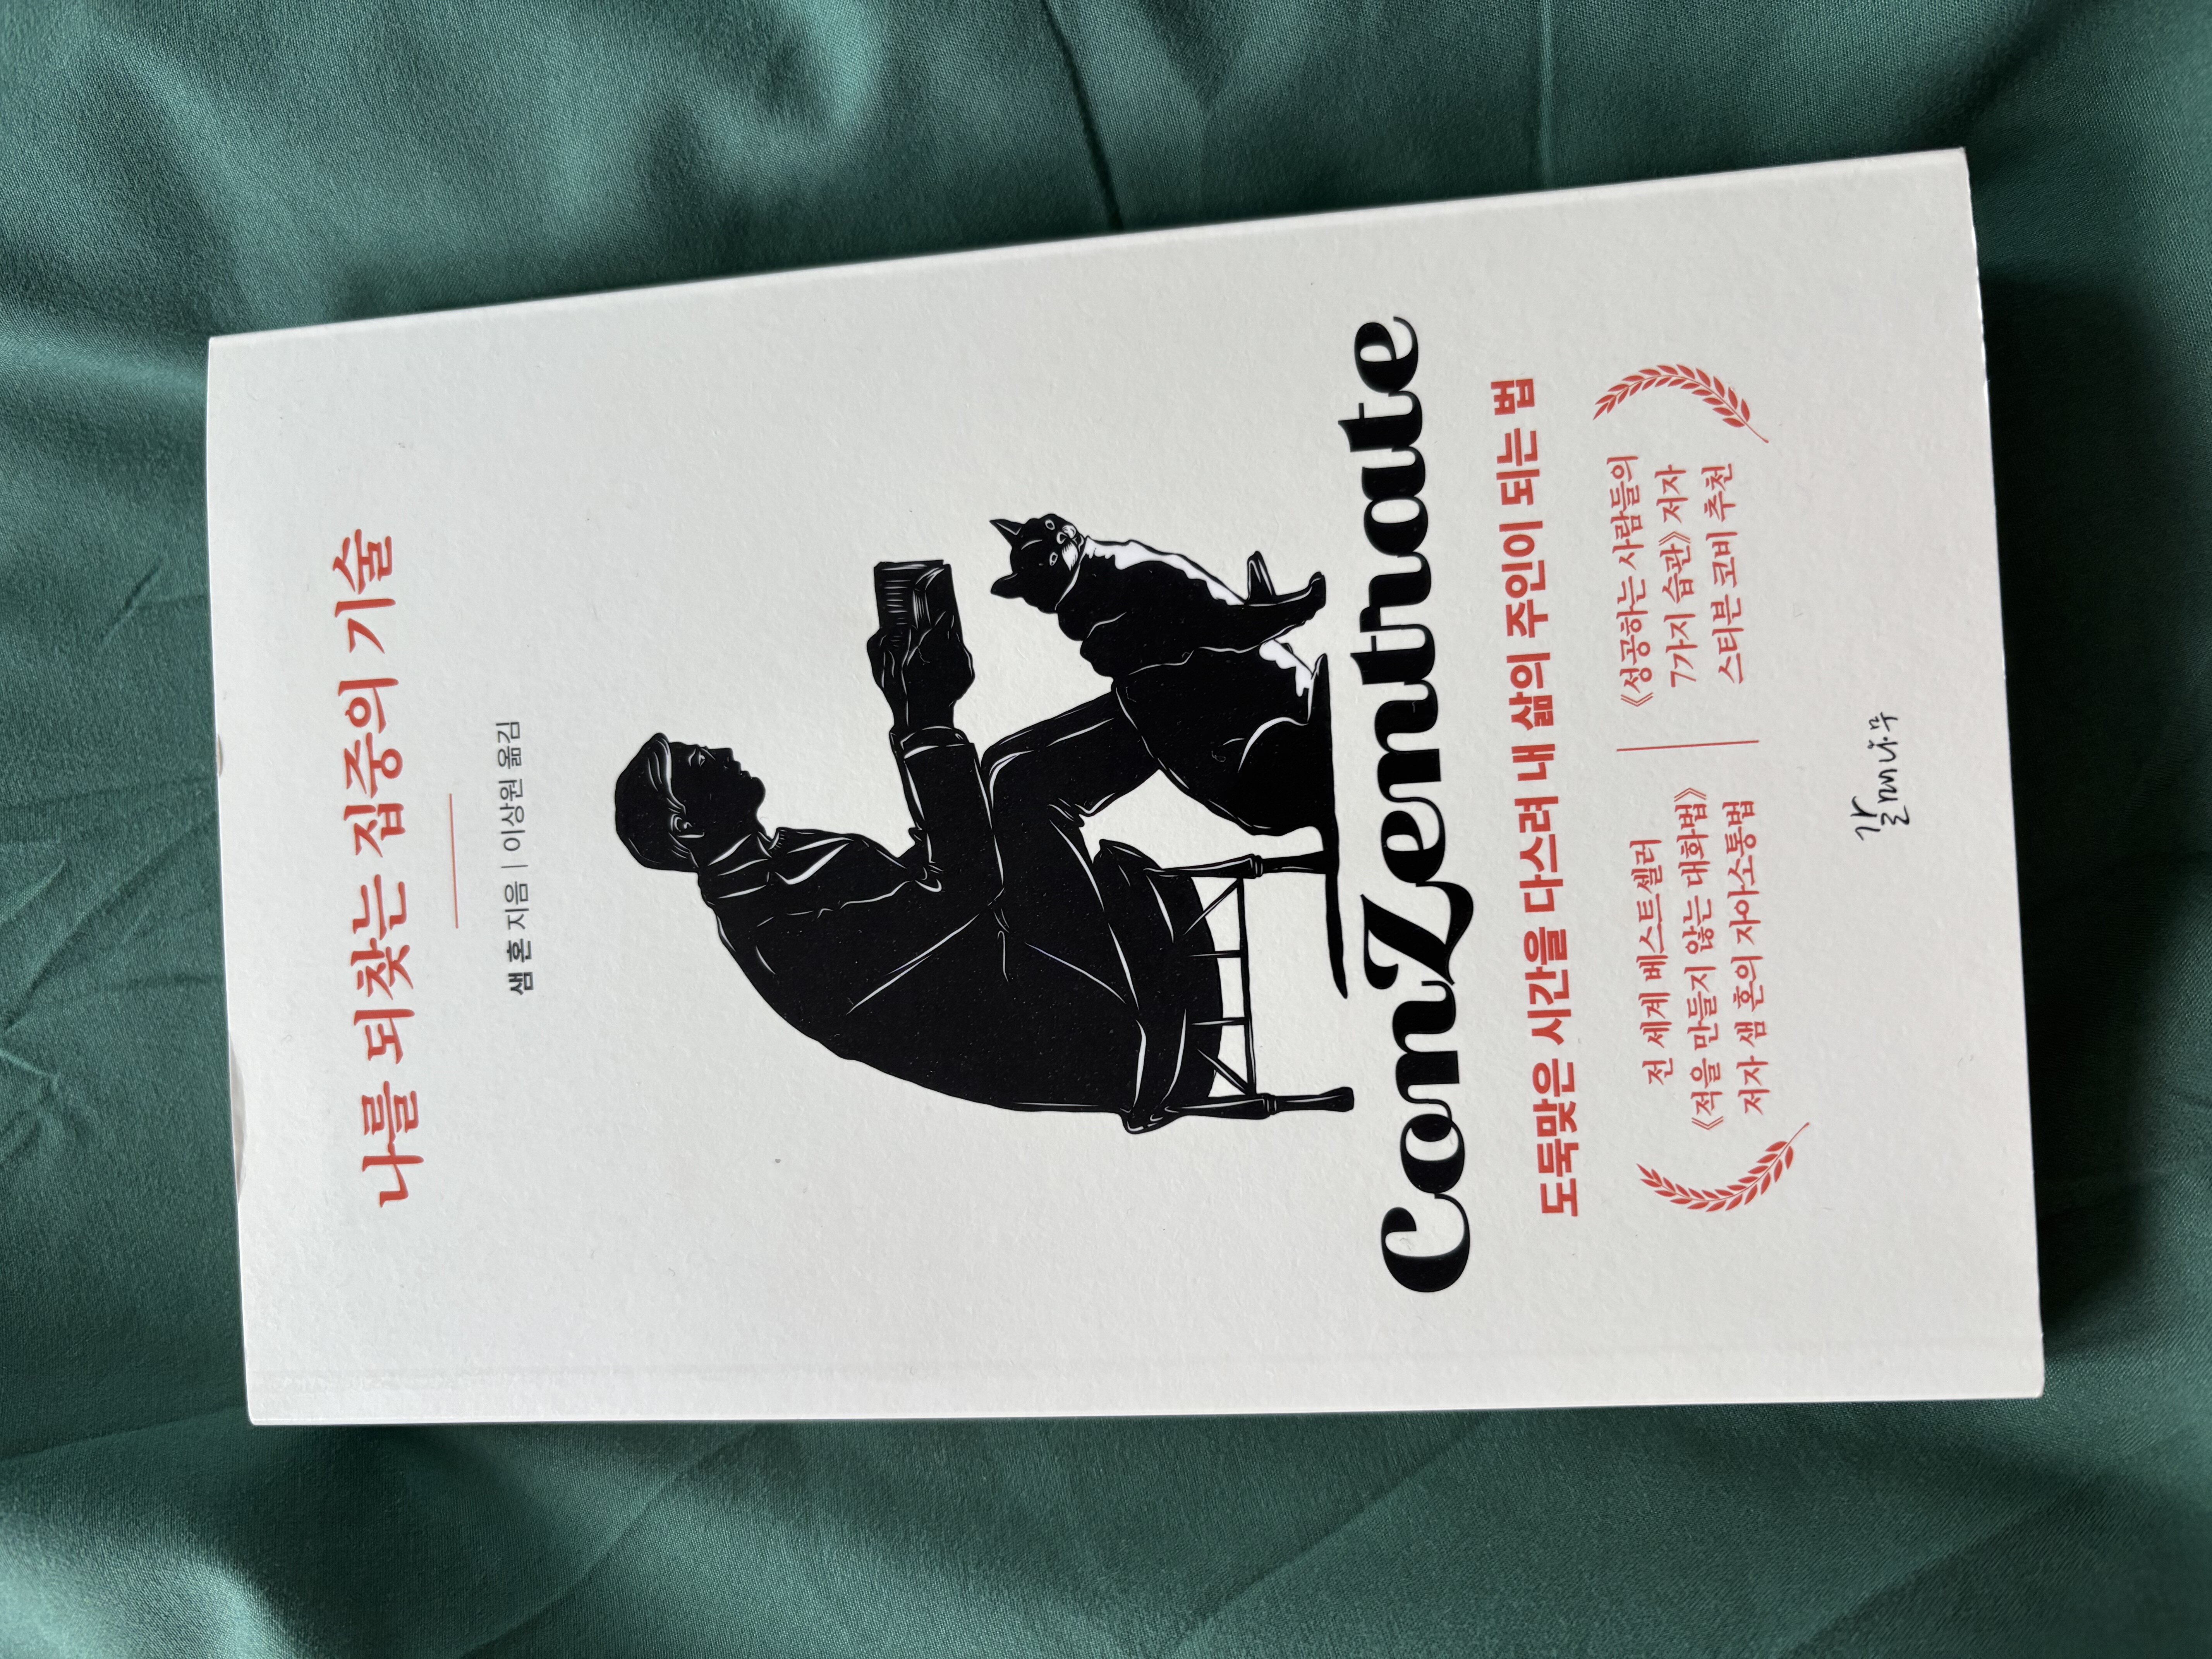 나를 되찾는 집중의 기술
샘 혼 지음 | 이상원 옮김
ConZentrate
도둑맞은 시간을 다스려 내 삶의 주인이 되는 법
전 세계 베스트셀러
《적을 만들지 않는 대화법》
저자 샘 혼의 자아소통법
《성공하는 사람들의
7가지 습관》 저자
스티븐 코비 추천
갈매나무